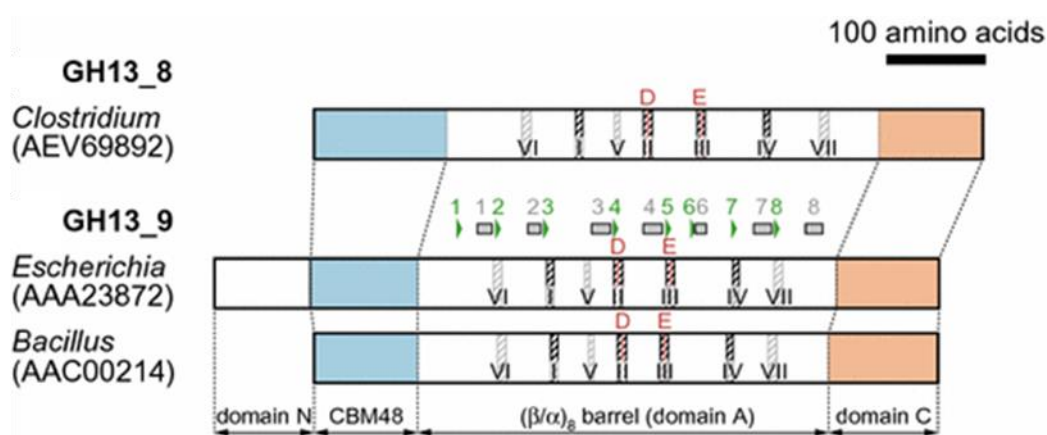 100 amino acids
GH13_8
Clostridium
(AEV69892)
D E
VI I V II III IV VII
GH13_9
1 1 2 2 3 3 4 4 5 6 6 7 7 8 8
Escherichia
(AAA23872)
D E
VI I V II III IV VII
Bacillus
(AAC00214)
D E
VI I V II III IV VII
domain N CBM48 (β/α)8 barrel (domain A) domain C